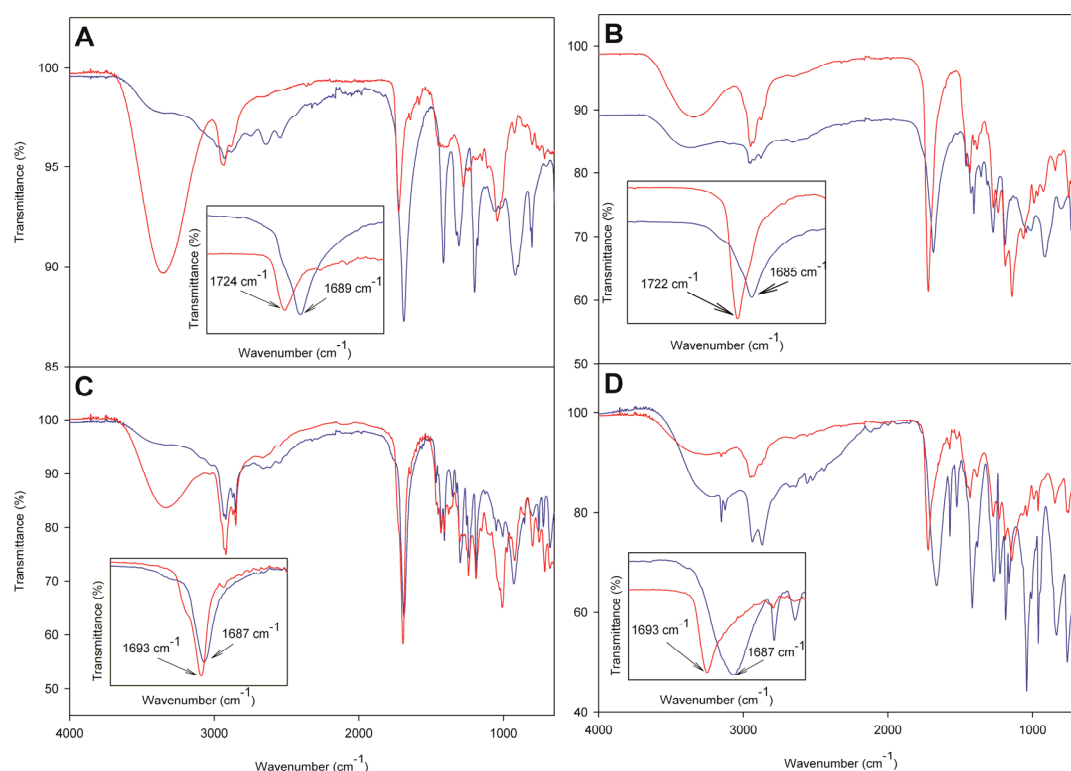 A
100
95
90
85
Transmittance (%)
Transmittance (%)
1724 cm⁻¹
1689 cm⁻¹
Wavenumber (cm⁻¹)
B
100
90
80
70
60
50
Transmittance (%)
Transmittance (%)
1722 cm⁻¹
1685 cm⁻¹
Wavenumber (cm⁻¹)
C
100
90
80
70
60
50
Transmittance (%)
Transmittance (%)
1693 cm⁻¹
1687 cm⁻¹
Wavenumber (cm⁻¹)
4000 3000 2000 1000
Wavenumber (cm⁻¹)
D
100
80
60
40
Transmittance (%)
Transmittance (%)
1693 cm⁻¹
1687 cm⁻¹
Wavenumber (cm⁻¹)
4000 3000 2000 1000
Wavenumber (cm⁻¹)